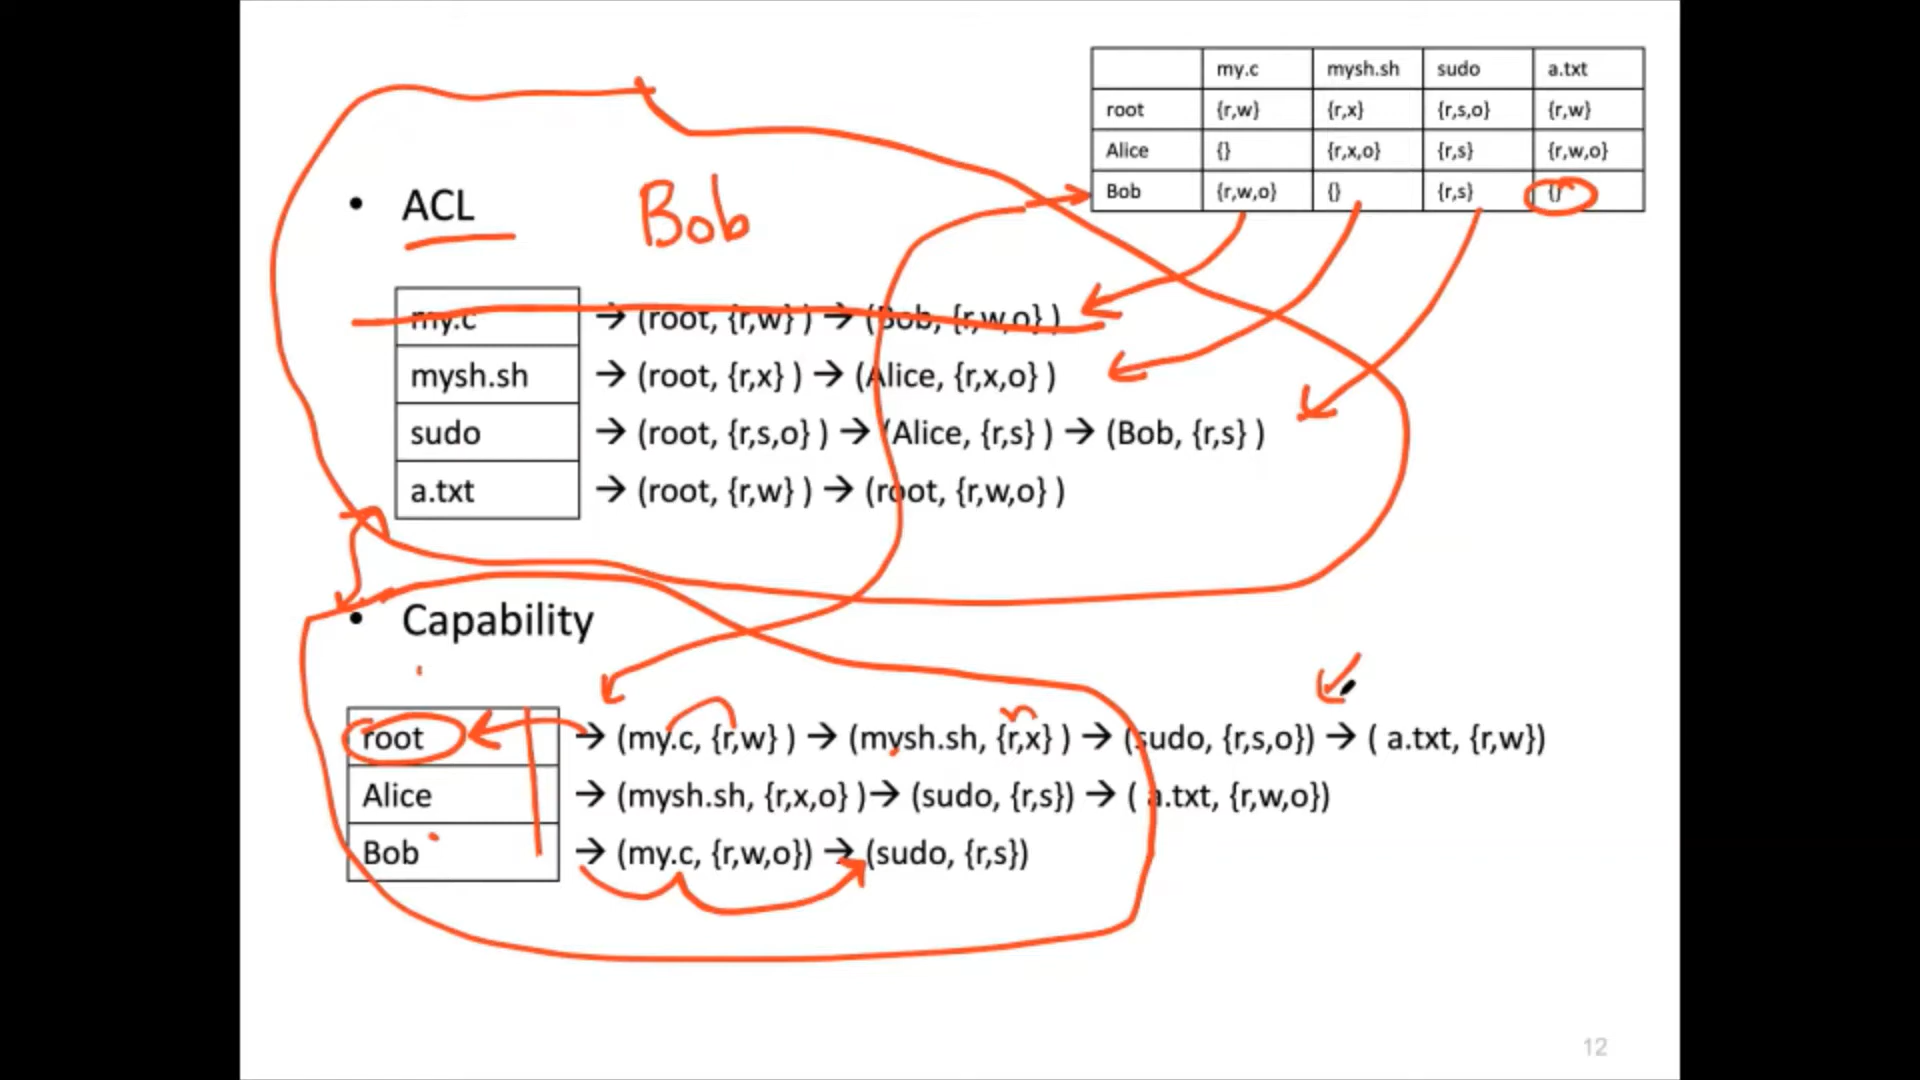 my.c mysh.sh sudo a.txt
root {r,w} {r,x} {r,s,o} {r,w}
Alice {} {r,x,o} {r,s} {r,w,o}
Bob {r,w,o} {} {r,s} {}
• ACL
Bob
my.c → (root, {r,w} ) → (Bob, {r,w,o} )
mysh.sh → (root, {r,x} ) → (Alice, {r,x,o} )
sudo → (root, {r,s,o} ) → (Alice, {r,s} ) → (Bob, {r,s} )
a.txt → (root, {r,w} ) → (root, {r,w,o} )
• Capability
root → (my.c, {r,w} ) → (mysh.sh, {r,x} ) → (sudo, {r,s,o}) → ( a.txt, {r,w})
Alice → (mysh.sh, {r,x,o} )→ (sudo, {r,s}) → ( a.txt, {r,w,o})
Bob → (my.c, {r,w,o}) → (sudo, {r,s})
12